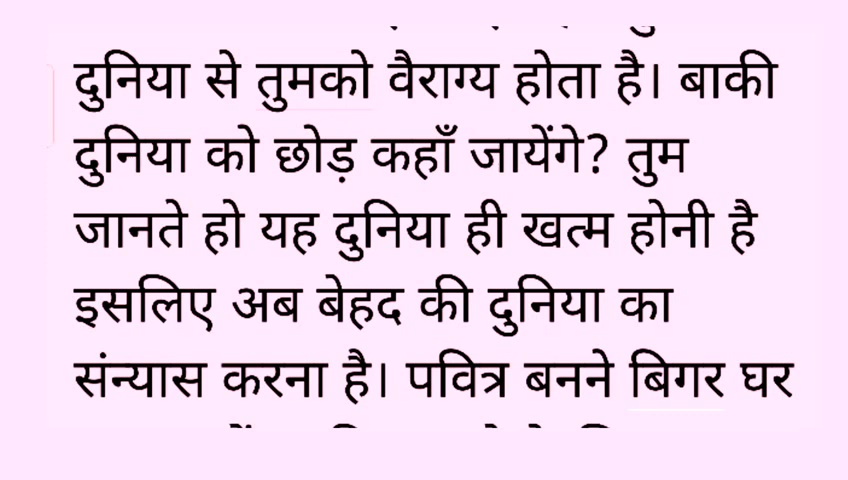 दुनिया से तुमको वैराग्य होता है। बाकी
दुनिया को छोड़ कहाँ जायेंगे? तुम
जानते हो यह दुनिया ही खत्म होनी है
इसलिए अब बेहद की दुनिया का
संन्यास करना है। पवित्र बनने बिगर घर